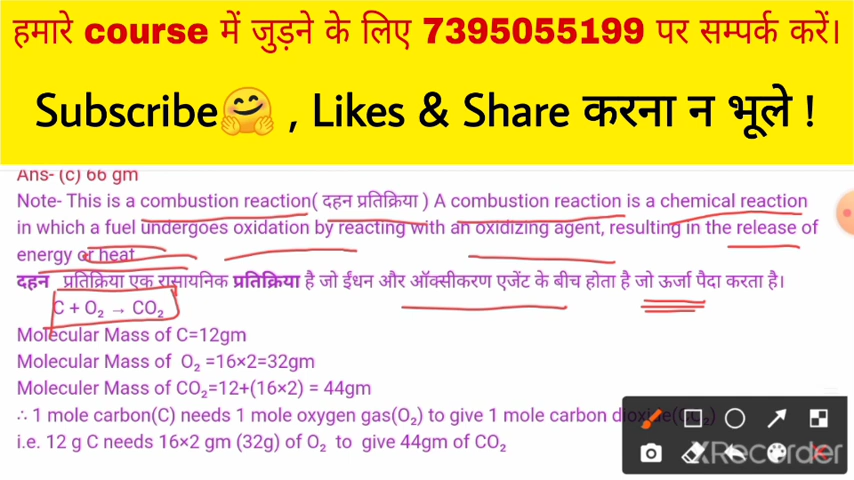 हमारे course में जुड़ने के लिए 7395055199 पर सम्पर्क करें।
Subscribe🤗 , Likes & Share करना न भूले !
Ans- (c) 66 gm
Note- This is a combustion reaction( दहन प्रतिक्रिया ) A combustion reaction is a chemical reaction
in which a fuel undergoes oxidation by reacting with an oxidizing agent, resulting in the release of
energy or heat
दहन प्रतिक्रिया एक रासायनिक प्रतिक्रिया है जो ईंधन और ऑक्सीकरण एजेंट के बीच होता है जो ऊर्जा पैदा करता है।
C + O₂ → CO₂
Molecular Mass of C=12gm
Molecular Mass of O₂ =16×2=32gm
Moleculer Mass of CO₂=12+(16×2) = 44gm
∴ 1 mole carbon(C) needs 1 mole oxygen gas(O₂) to give 1 mole carbon dioxide(CO₂)
i.e. 12 g C needs 16×2 gm (32g) of O₂ to give 44gm of CO₂
XRecorder